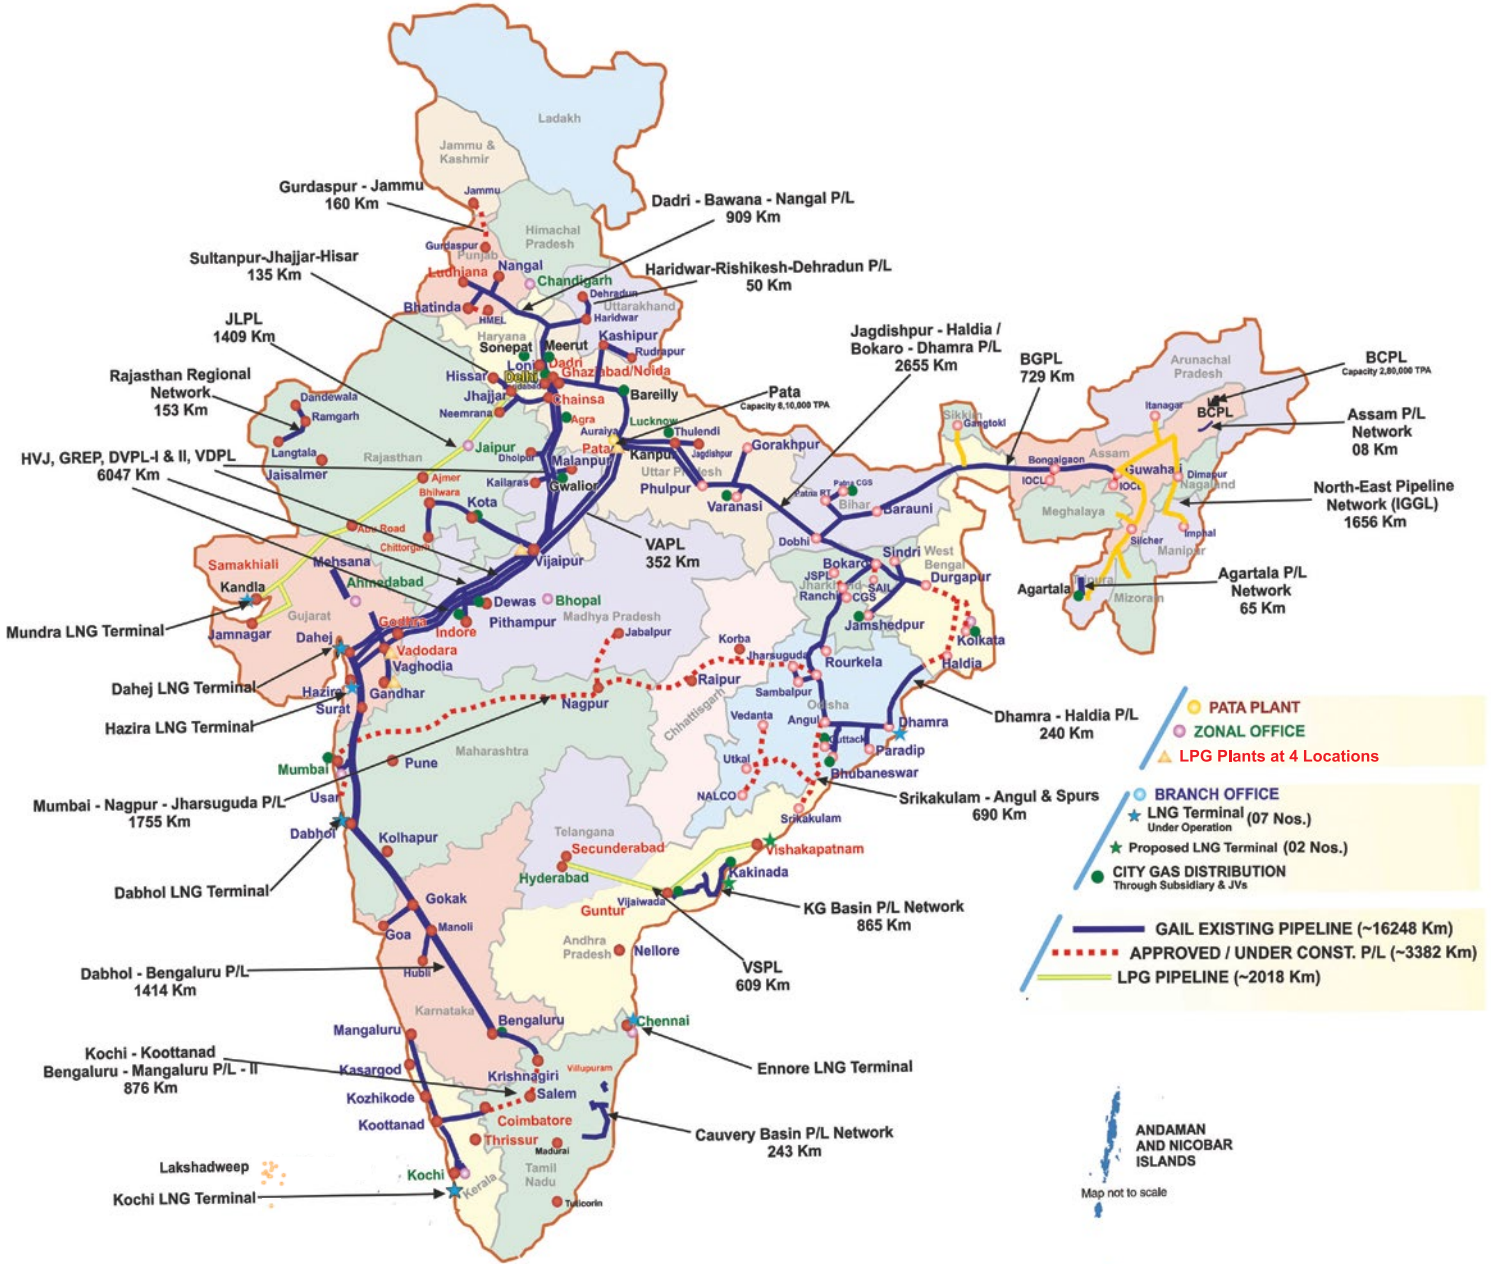 Ladakh
Jammu &
Kashmir
Gurdaspur - Jammu
160 Km
Jammu
Dadri - Bawana - Nangal P/L
909 Km
Himachal
Pradesh
Gurdaspur
Punjab
Sultanpur-Jhajjar-Hisar
135 Km
Ludhiana
Nangal
Chandigarh
Haridwar-Rishikesh-Dehradun P/L
50 Km
Dehradun
Uttarakhand
Bhatinda
HMEL
Haridwar
JLPL
1409 Km
Haryana
Sonepat
Meerut
Kashipur
Rudrapur
Jagdishpur - Haldia /
Bokaro - Dhamra P/L
2655 Km
BGPL
729 Km
Arunachal
Pradesh
BCPL
Capacity 2,80,000 TPA
Rajasthan Regional
Network
153 Km
Loni
Dadri
Delhi
Ghaziabad/Noida
Hissar
Jhajjar
Chainsa
Bareilly
Pata
Capacity 8,10,000 TPA
Dandewala
Ramgarh
Neemrana
Agra
Lucknow
Sikkim
Gangtokl
Itanagar
BCPL
Assam P/L
Network
08 Km
Langtala
Jaisalmer
Rajasthan
Jaipur
Auraiya
Pata
Thulendi
Kanpur
Jagdishpur
Gorakhpur
Assam
HVJ, GREP, DVPL-I & II, VDPL
6047 Km
Dholpur
Malanpur
Uttar Pradesh
Bongaigaon
IOCL
Guwahati
IOCL
Dimapur
Nagaland
Ajmer
Kailaras
Gwalior
Phulpur
Varanasi
Patna RT
Patna CGS
Bihar
Barauni
North-East Pipeline
Network (IGGL)
1656 Km
Bhilwara
Kota
Meghalaya
Abu Road
Chittorgarh
VAPL
352 Km
Dobhi
Silcher
Imphal
Manipur
Samakhiali
Mehsana
Vijaipur
Bokaro
Sindri
West
Bengal
Kandla
Ahmedabad
JSPL
Jharkhand
SAIL
Durgapur
Agartala
Tripura
Mizoram
Agartala P/L
Network
65 Km
Mundra LNG Terminal
Gujarat
Dewas
Bhopal
Ranchi
CGS
Jamnagar
Godhra
Indore
Pithampur
Madhya Pradesh
Jamshedpur
Dahej
Vadodara
Jabalpur
Korba
Kolkata
Vaghodia
Jharsuguda
Rourkela
Haldia
Dahej LNG Terminal
Hazira
Gandhar
Raipur
Sambalpur
Surat
Nagpur
Chhattisgarh
Odisha
Hazira LNG Terminal
Vedanta
Angul
Dhamra
Dhamra - Haldia P/L
240 Km
PATA PLANT
ZONAL OFFICE
LPG Plants at 4 Locations
Maharashtra
Cuttack
Paradip
Mumbai
Pune
Utkal
Bhubaneswar
Mumbai - Nagpur - Jharsuguda P/L
1755 Km
Usar
NALCO
Srikakulam - Angul & Spurs
690 Km
BRANCH OFFICE
LNG Terminal (07 Nos.)
Under Operation
Proposed LNG Terminal (02 Nos.)
CITY GAS DISTRIBUTION
Through Subsidiary & JVs
Srikakulam
Dabhol
Kolhapur
Telangana
Secunderabad
Vishakapatnam
Hyderabad
Kakinada
Dabhol LNG Terminal
Vijaiwada
Guntur
KG Basin P/L Network
865 Km
Gokak
Goa
Manoli
GAIL EXISTING PIPELINE (~16248 Km)
APPROVED / UNDER CONST. P/L (~3382 Km)
LPG PIPELINE (~2018 Km)
Hubli
Andhra
Pradesh
Nellore
Dabhol - Bengaluru P/L
1414 Km
VSPL
609 Km
Karnataka
Mangaluru
Bengaluru
Chennai
Kochi - Koottanad
Bengaluru - Mangaluru P/L - II
876 Km
Kasargod
Krishnagiri
Villupuram
Ennore LNG Terminal
Kozhikode
Salem
Koottanad
Coimbatore
Cauvery Basin P/L Network
243 Km
Thrissur
Madurai
ANDAMAN
AND NICOBAR
ISLANDS
Lakshadweep
Kochi
Kerala
Tamil
Nadu
Map not to scale
Kochi LNG Terminal
Tuticorin